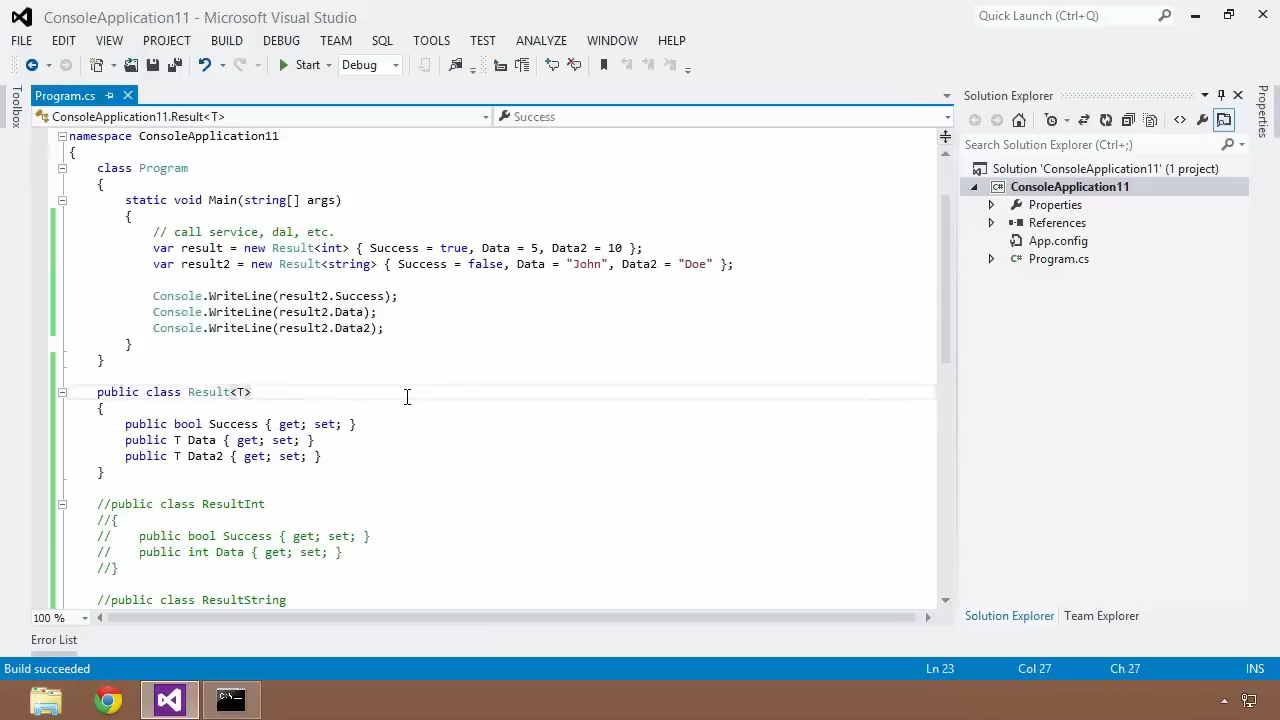 ConsoleApplication11 - Microsoft Visual Studio
Quick Launch (Ctrl+Q)
FILE EDIT VIEW PROJECT BUILD DEBUG TEAM SQL TOOLS TEST ANALYZE WINDOW HELP
Start Debug
Toolbox
Program.cs
ConsoleApplication11.Result<T>
Success
namespace ConsoleApplication11
{
class Program
{
static void Main(string[] args)
{
// call service, dal, etc.
var result = new Result<int> { Success = true, Data = 5, Data2 = 10 };
var result2 = new Result<string> { Success = false, Data = "John", Data2 = "Doe" };
Console.WriteLine(result2.Success);
Console.WriteLine(result2.Data);
Console.WriteLine(result2.Data2);
}
}
public class Result<T>
{
public bool Success { get; set; }
public T Data { get; set; }
public T Data2 { get; set; }
}
//public class ResultInt
//{
//    public bool Success { get; set; }
//    public int Data { get; set; }
//}
//public class ResultString
100 %
Solution Explorer
Search Solution Explorer (Ctrl+;)
Solution 'ConsoleApplication11' (1 project)
ConsoleApplication11
Properties
References
App.config
Program.cs
Solution Explorer Team Explorer
Properties
Error List
Build succeeded
Ln 23 Col 27 Ch 27 INS
C:\.